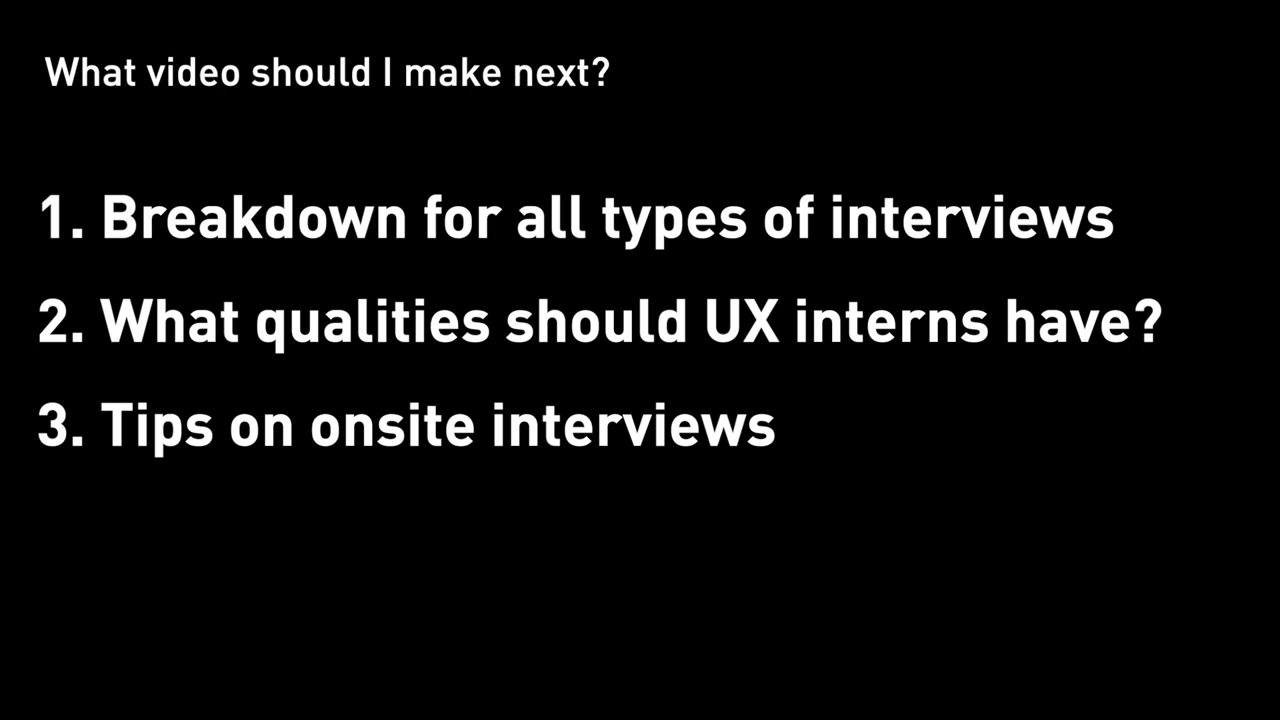 What video should I make next?
1. Breakdown for all types of interviews
2. What qualities should UX interns have?
3. Tips on onsite interviews